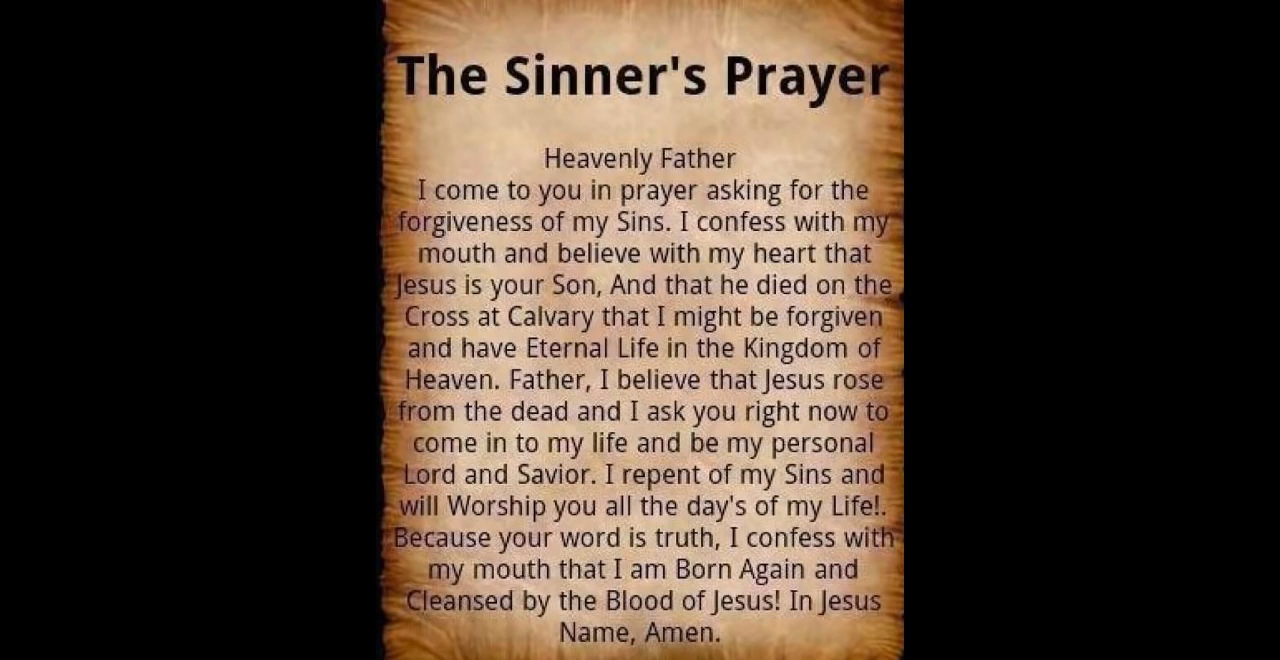 The Sinner's Prayer
Heavenly Father
I come to you in prayer asking for the
forgiveness of my Sins. I confess with my
mouth and believe with my heart that
Jesus is your Son, And that he died on the
Cross at Calvary that I might be forgiven
and have Eternal Life in the Kingdom of
Heaven. Father, I believe that Jesus rose
from the dead and I ask you right now to
come in to my life and be my personal
Lord and Savior. I repent of my Sins and
will Worship you all the day's of my Life!.
Because your word is truth, I confess with
my mouth that I am Born Again and
Cleansed by the Blood of Jesus! In Jesus
Name, Amen.